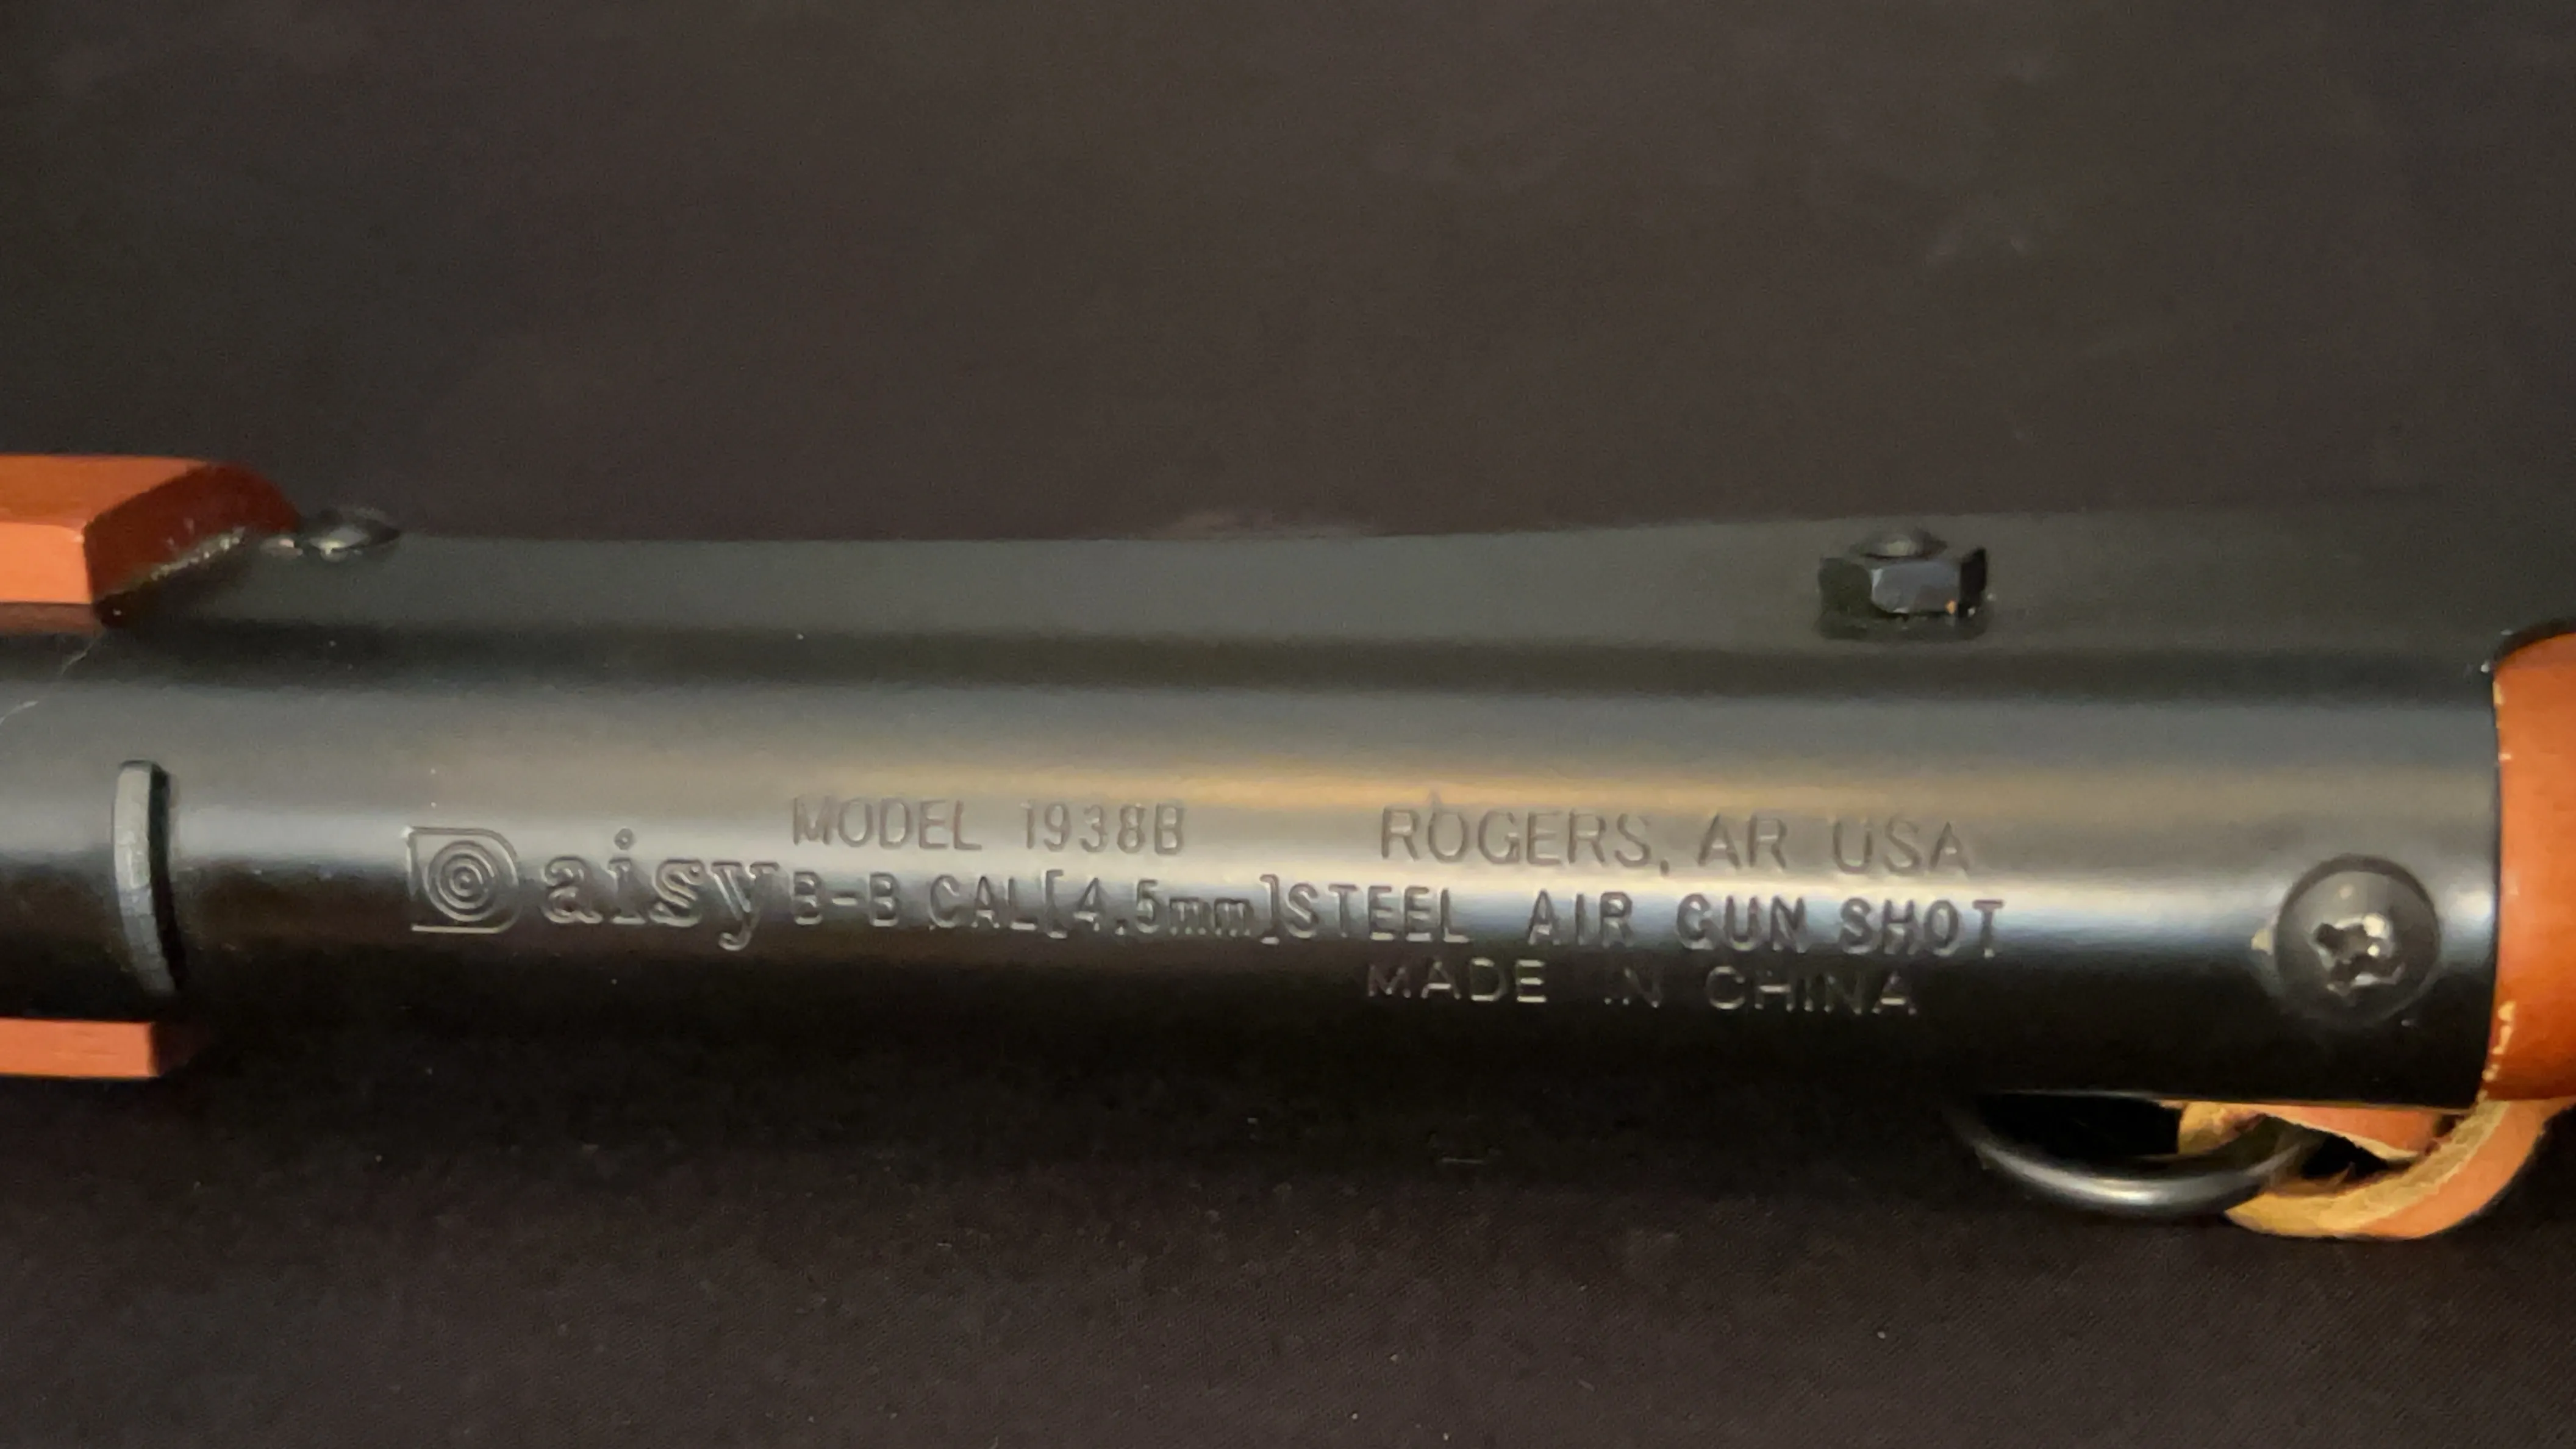 MODEL 1938B ROGERS, AR USA
Daisy B-B CAL[4.5mm]STEEL AIR GUN SHOT
MADE IN CHINA